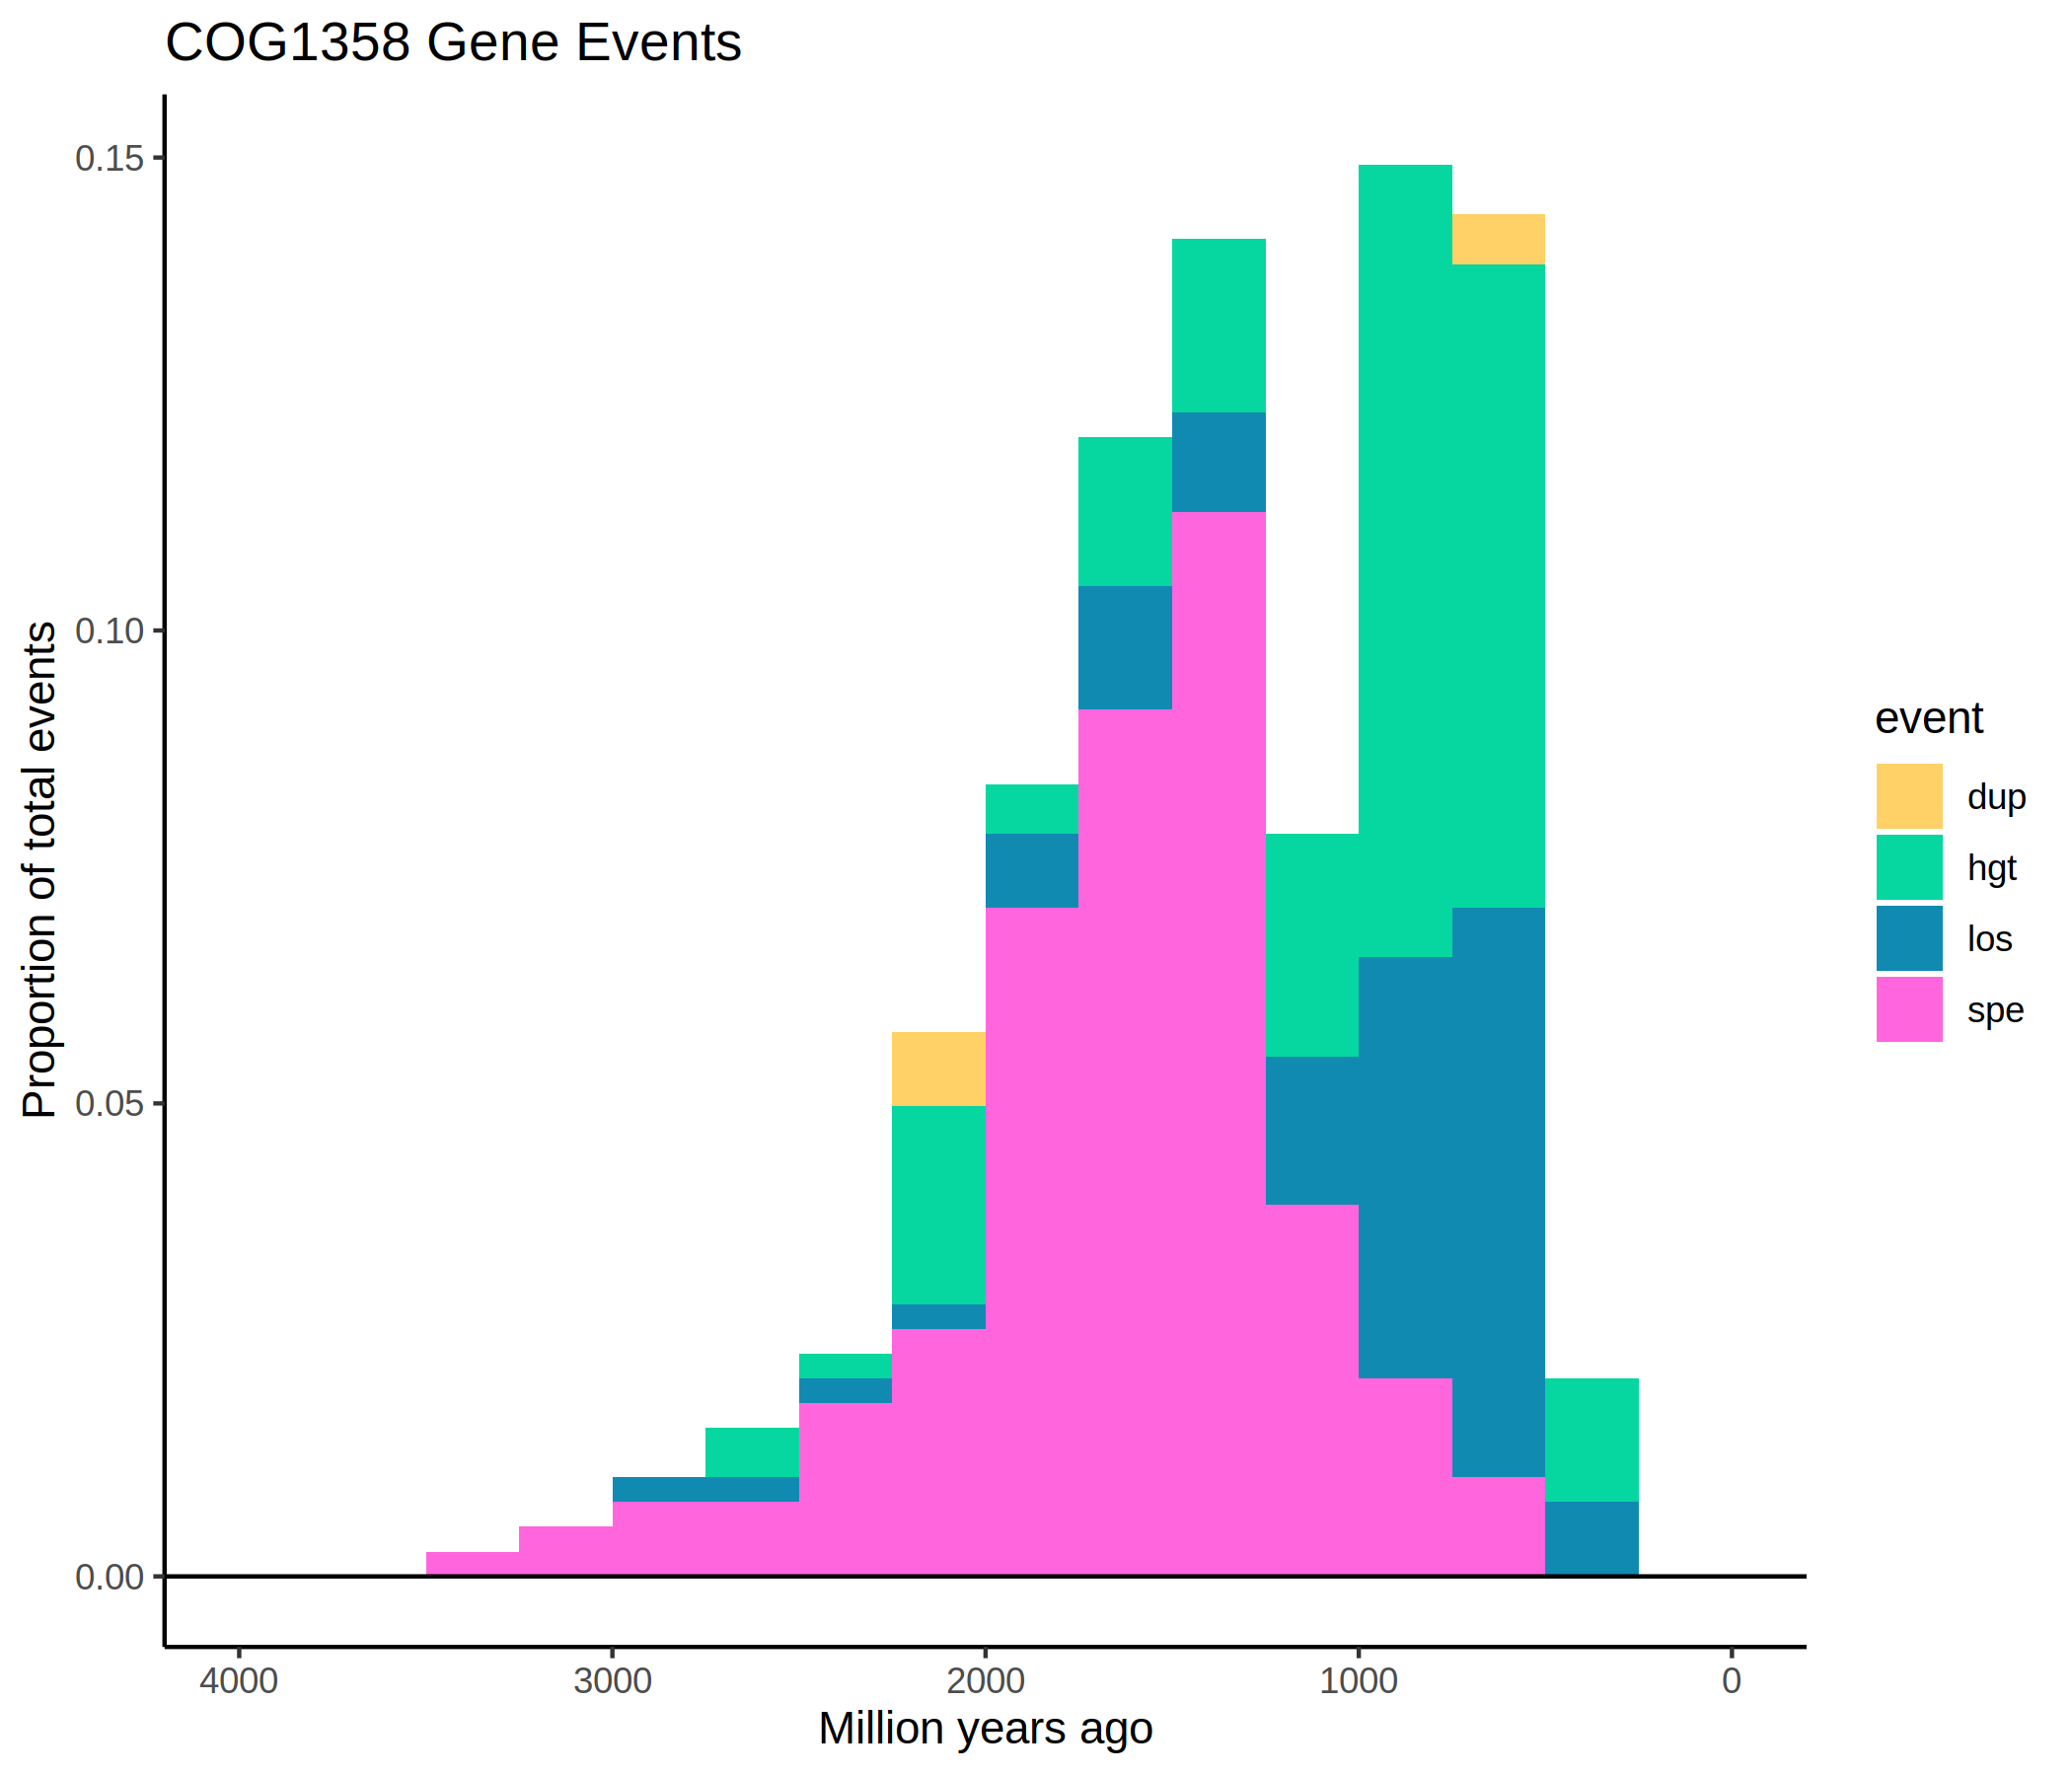 COG1358 Gene Events
Proportion of total events
0.15
0.10
0.05
0.00
4000 3000 2000 1000 0
Million years ago
event
dup
hgt
los
spe